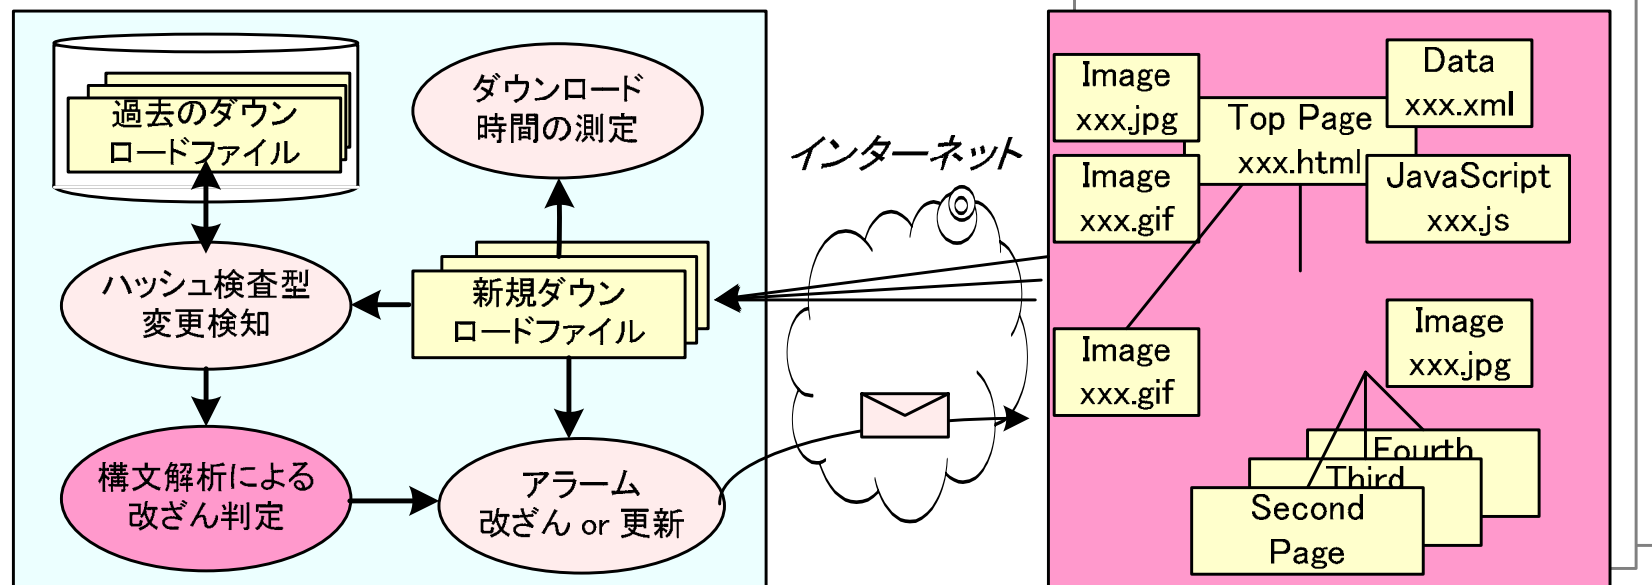 過去のダウン
ロードファイル
ダウンロード
時間の測定
ハッシュ検査型
変更検知
新規ダウン
ロードファイル
構文解析による
改ざん判定
アラーム
改ざん or 更新
インターネット
Image
xxx.jpg
Data
xxx.xml
Top Page
xxx.html
Image
xxx.gif
JavaScript
xxx.js
Image
xxx.gif
Image
xxx.jpg
Fourth
Third
Second
Page